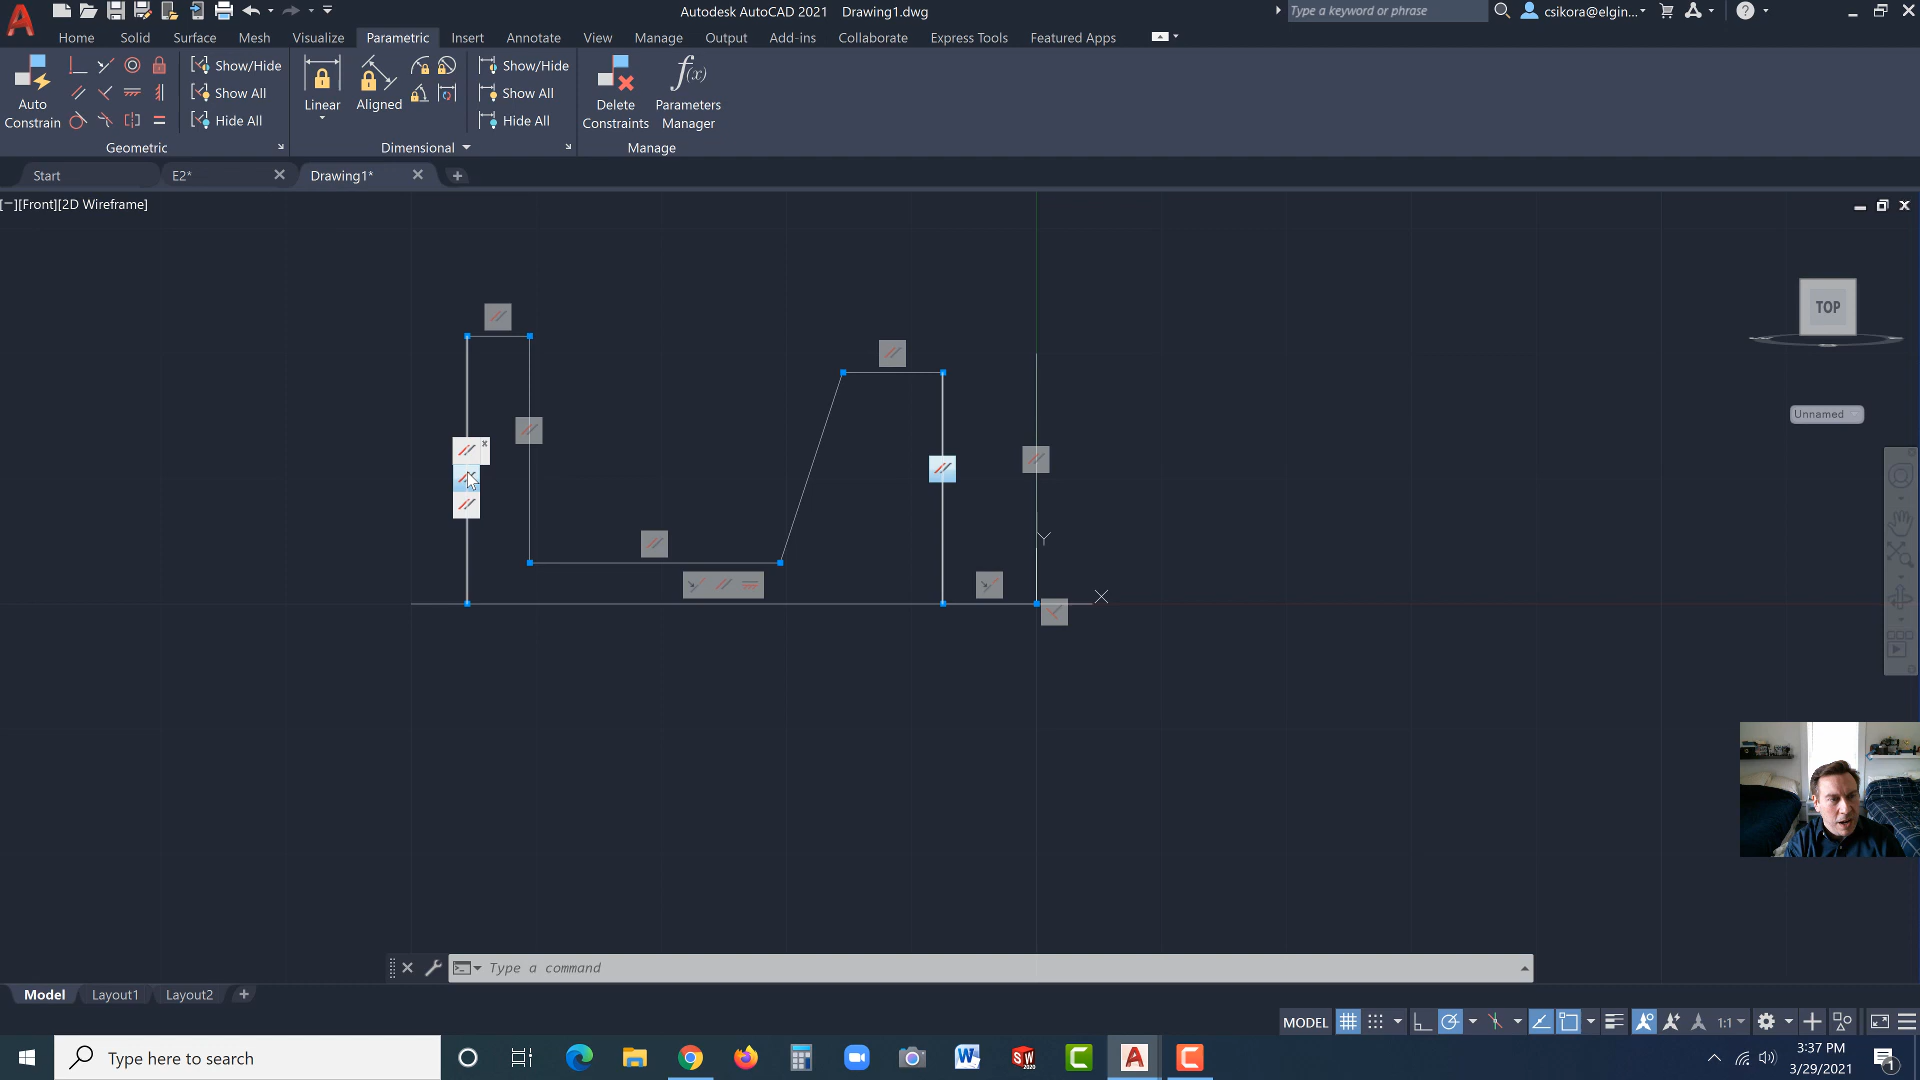 Autodesk AutoCAD 2021 Drawing1.dwg
Type a keyword or phrase
csikora@elgin...
Home Solid Surface Mesh Visualize Parametric Insert Annotate View Manage Output Add-ins Collaborate Express Tools Featured Apps
Auto Constrain
Show/Hide
Show All
Hide All
Linear
Aligned
Show/Hide
Show All
Hide All
Delete Constraints
f(x)
Parameters Manager
Geometric
Dimensional
Manage
Start
E2*
Drawing1*
[−][Front][2D Wireframe]
TOP
Unnamed
Y
X
Type a command
Model Layout1 Layout2
MODEL
1:1
Type here to search
3:37 PM
3/29/2021
1